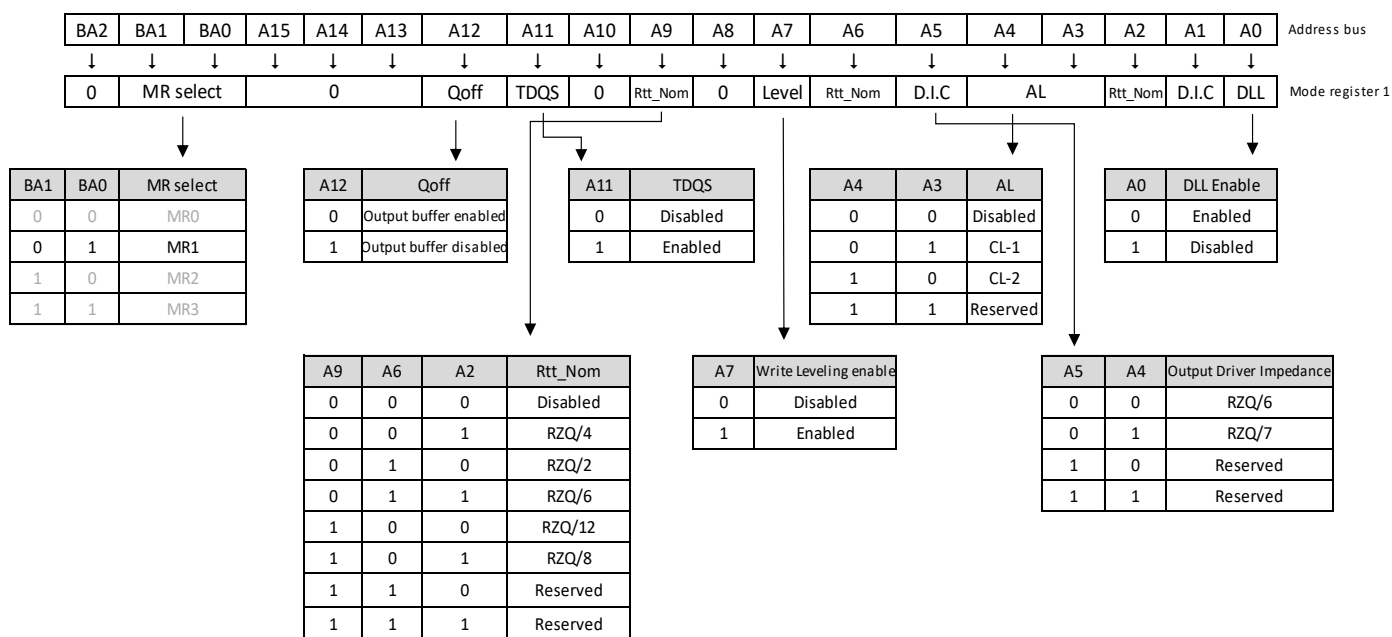 BA2 BA1 BA0 A15 A14 A13 A12 A11 A10 A9 A8 A7 A6 A5 A4 A3 A2 A1 A0 Address bus
0 MR select 0 Qoff TDQS 0 Rtt_Nom 0 Level Rtt_Nom D.I.C AL Rtt_Nom D.I.C DLL Mode register 1
BA1 BA0 MR select
0 0 MR0
0 1 MR1
1 0 MR2
1 1 MR3
A12 Qoff
0 Output buffer enabled
1 Output buffer disabled
A11 TDQS
0 Disabled
1 Enabled
A4 A3 AL
0 0 Disabled
0 1 CL-1
1 0 CL-2
1 1 Reserved
A0 DLL Enable
0 Enabled
1 Disabled
A9 A6 A2 Rtt_Nom
0 0 0 Disabled
0 0 1 RZQ/4
0 1 0 RZQ/2
0 1 1 RZQ/6
1 0 0 RZQ/12
1 0 1 RZQ/8
1 1 0 Reserved
1 1 1 Reserved
A7 Write Leveling enable
0 Disabled
1 Enabled
A5 A4 Output Driver Impedance
0 0 RZQ/6
0 1 RZQ/7
1 0 Reserved
1 1 Reserved